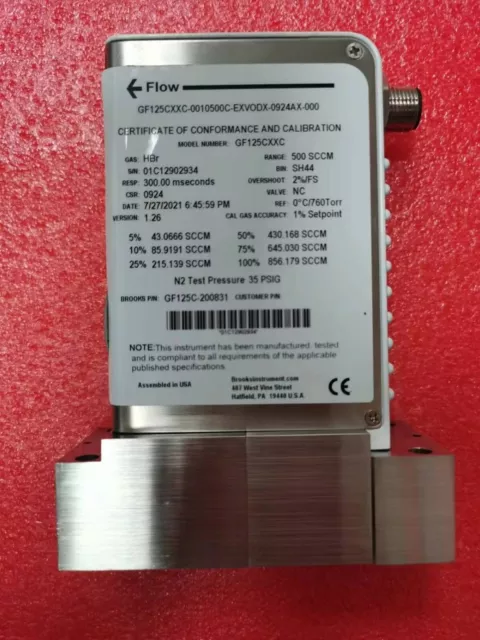 ← Flow
GF125CXXC-0010500C-EXVODX-0924AX-000
CERTIFICATE OF CONFORMANCE AND CALIBRATION
MODEL NUMBER: GF125CXXC
GAS: HBr RANGE: 500 SCCM
S/N: 01C12902934 BIN: SH44
RESP: 300.00 mseconds OVERSHOOT: 2%/FS
CSR: 0924 VALVE: NC
DATE: 7/27/2021 6:45:59 PM REF: 0°C/760Torr
VERSION: 1.26 CAL GAS ACCURACY: 1% Setpoint
5% 43.0666 SCCM 50% 430.168 SCCM
10% 85.9191 SCCM 75% 645.030 SCCM
25% 215.139 SCCM 100% 856.179 SCCM
N2 Test Pressure 35 PSIG
BROOKS P/N: GF125C-200831 CUSTOMER P/N:
*01C12902934*
NOTE: This instrument has been manufactured, tested
and is compliant to all requirements of the applicable
published specifications.
Assembled in USA
Brooksinstrument.com
407 West Vine Street
Hatfield, PA 19440 U.S.A.
CE